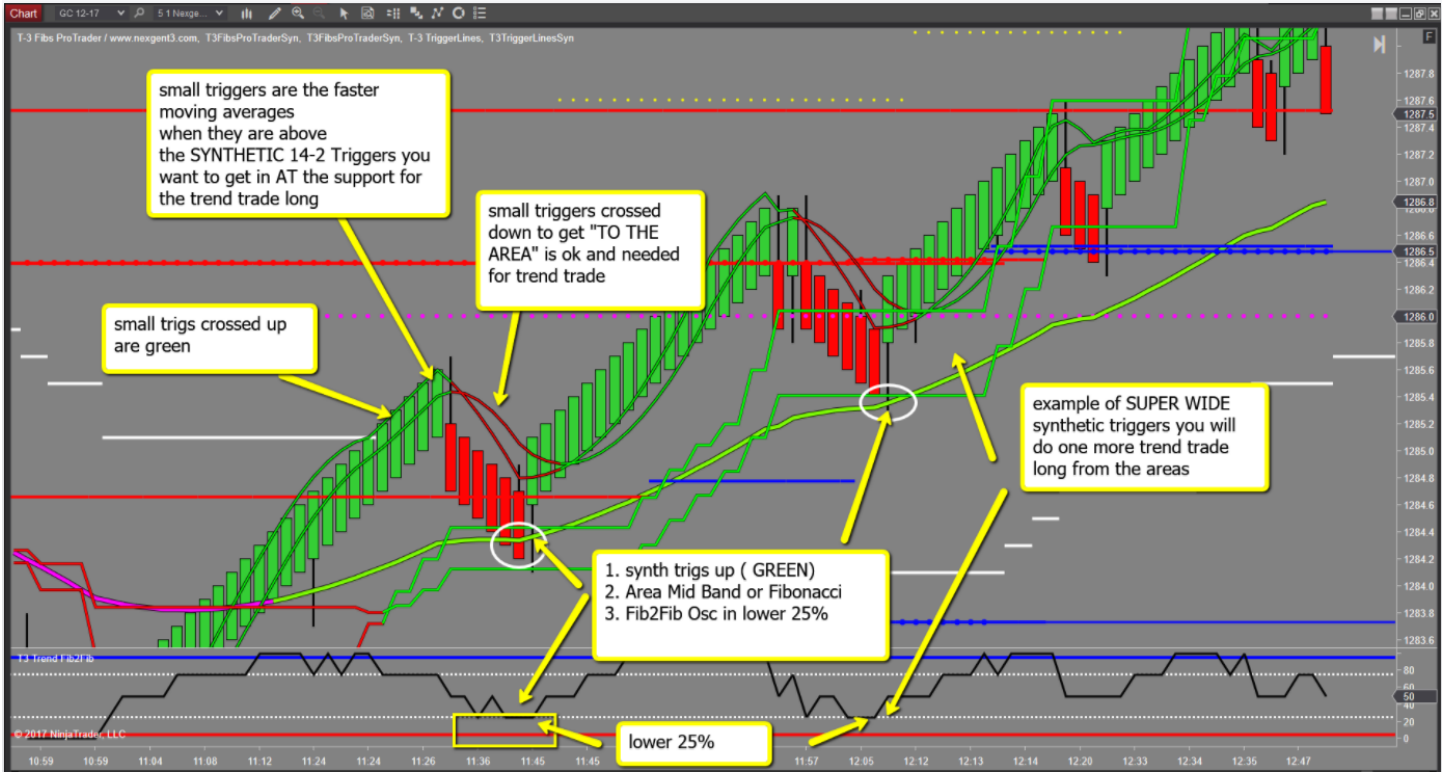 Chart
GC 12-17
5 1 Nexge...
T-3 Fibs ProTrader / www.nexgent3.com, T3FibsProTraderSyn, T3FibsProTraderSyn, T-3 TriggerLines, T3TriggerLinesSyn
F
small triggers are the faster
moving averages
when they are above
the SYNTHETIC 14-2 Triggers you
want to get in AT the support for
the trend trade long
small triggers crossed
down to get "TO THE
AREA" is ok and needed
for trend trade
small trigs crossed up
are green
example of SUPER WIDE
synthetic triggers you will
do one more trend trade
long from the areas
1. synth trigs up ( GREEN)
2. Area Mid Band or Fibonacci
3. Fib2Fib Osc in lower 25%
lower 25%
1287.8
1287.6
1287.5
1287.4
1287.2
1287.0
1286.8
1286.6
1286.5
1286.4
1286.2
1286.0
1285.8
1285.6
1285.4
1285.2
1285.0
1284.8
1284.6
1284.4
1284.2
1284.0
1283.8
1283.6
T3 Trend Fib2Fib
80
60
50
40
20
0
© 2017 NinjaTrader, LLC
10:59 10:59 11:04 11:08 11:12 11:24 11:24 11:26 11:36 11:45 11:45 11:57 12:05 12:12 12:13 12:14 12:20 12:33 12:34 12:35 12:47